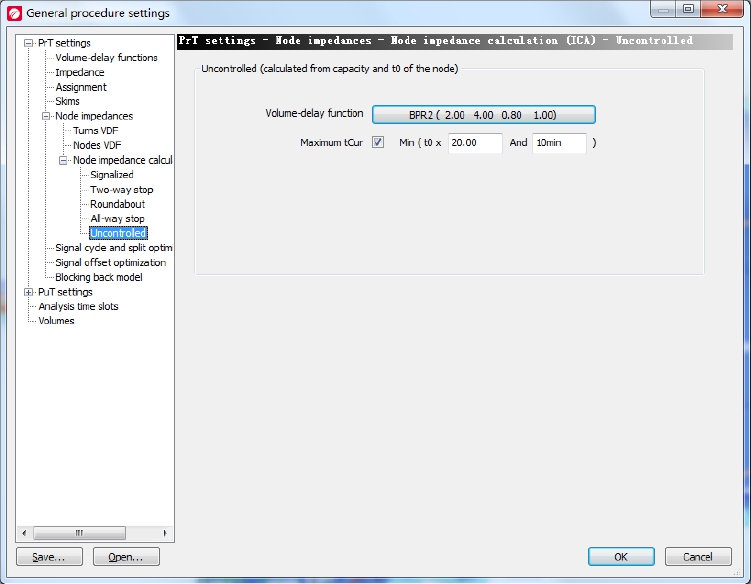 General procedure settings
PrT settings
Volume-delay functions
Impedance
Assignment
Skims
Node impedances
Turns VDF
Nodes VDF
Node impedance calcul
Signalized
Two-way stop
Roundabout
All-way stop
Uncontrolled
Signal cycle and split optim
Signal offset optimization
Blocking back model
PuT settings
Analysis time slots
Volumes
PrT settings - Node impedances - Node impedance calculation (ICA) - Uncontrolled
Uncontrolled (calculated from capacity and t0 of the node)
Volume-delay function BPR2 ( 2.00 4.00 0.80 1.00)
Maximum tCur Min ( t0 x 20.00 And 10min )
Save... Open... OK Cancel